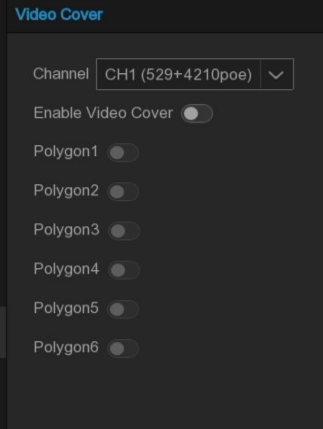 Video Cover
Channel CH1 (529+4210poe)
Enable Video Cover
Polygon1
Polygon2
Polygon3
Polygon4
Polygon5
Polygon6